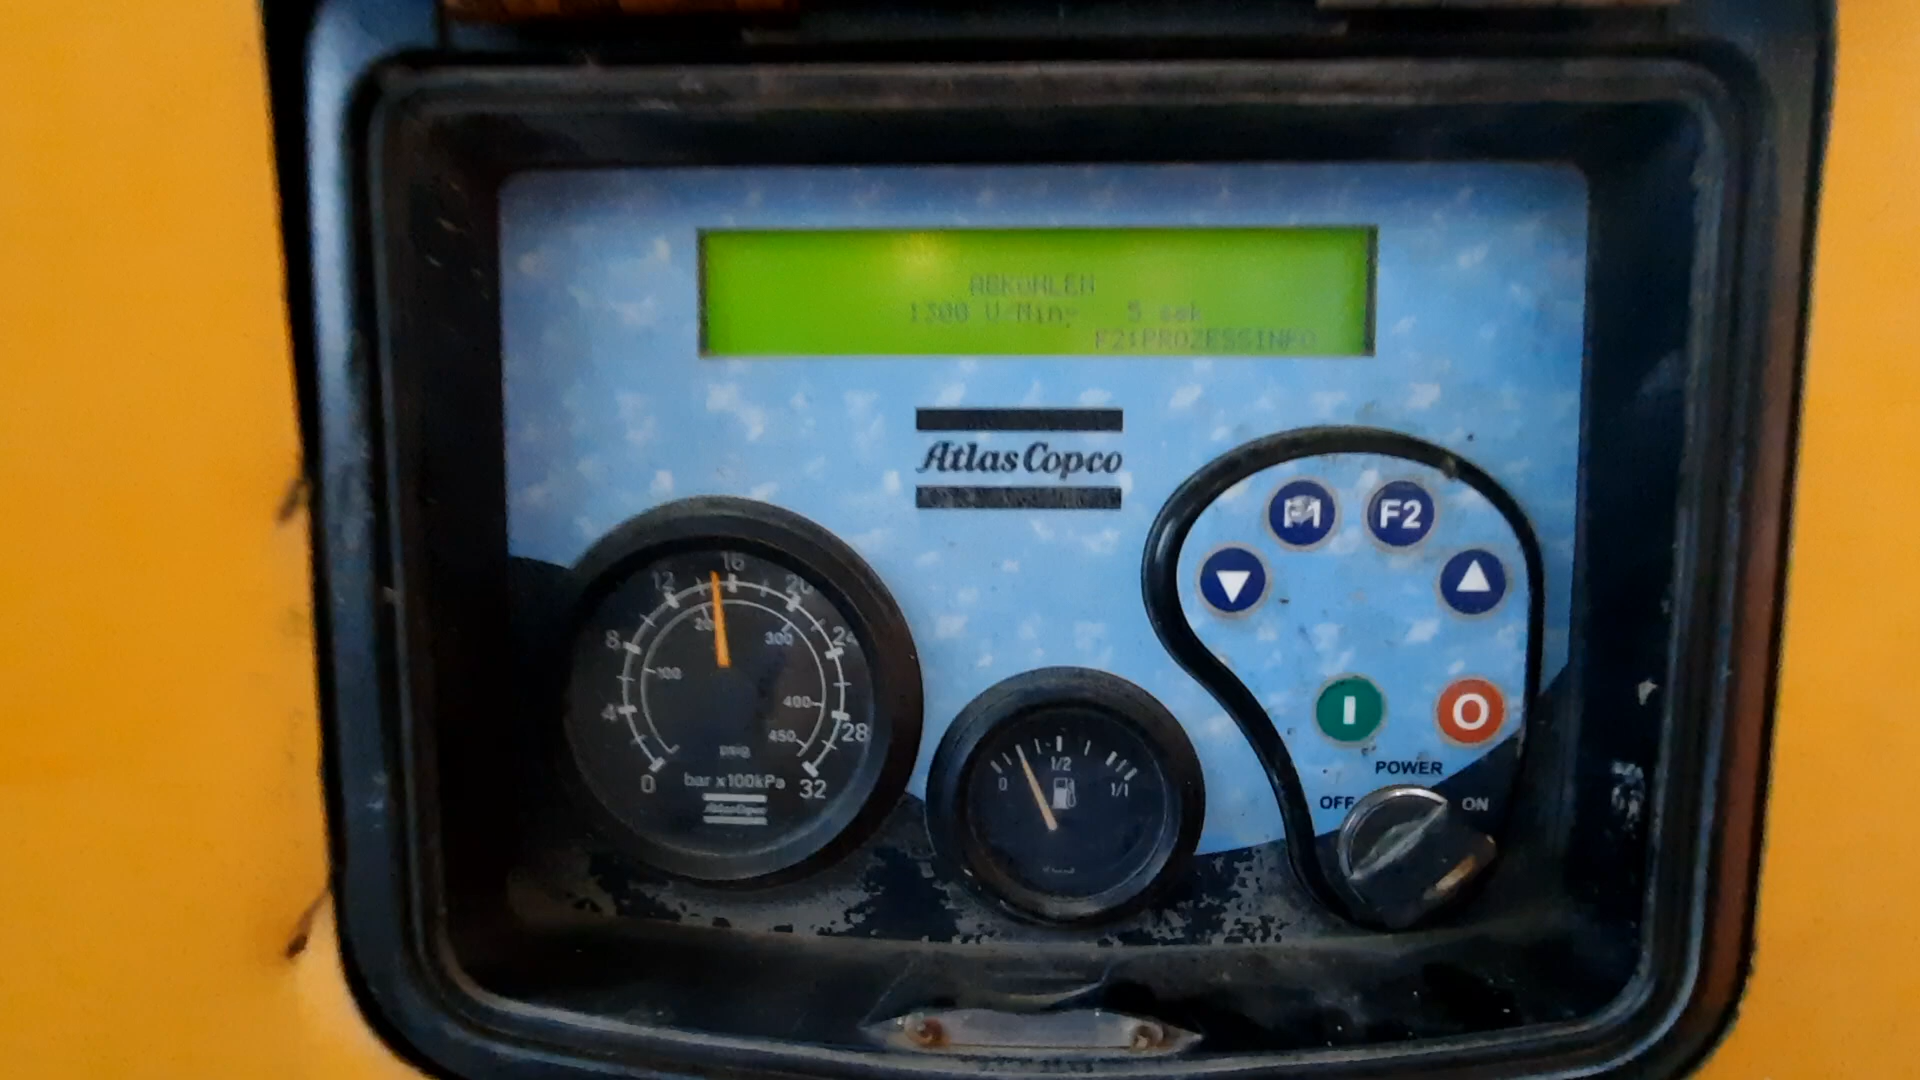 ABKÜHLEN
1300 U/Min- 5 sek
F2:PROZESSINFO
Atlas Copco
F1 F2
I O
POWER
OFF ON
0 4 8 12 16 20 24 28 32
100 300 400 450
psig
bar x100kPa
Atlas Copco
0 1/2 1/1